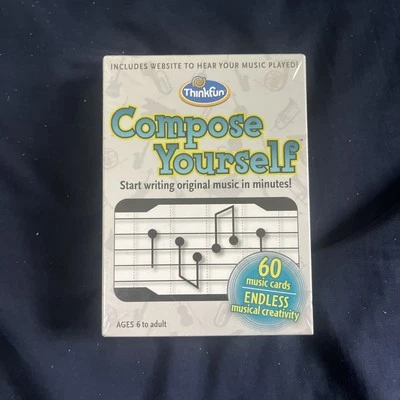 INCLUDES WEBSITE TO HEAR YOUR MUSIC PLAYED!
Thinkfun
Compose
Yourself
Start writing original music in minutes!
60
music cards
ENDLESS
musical creativity
AGES 6 to adult